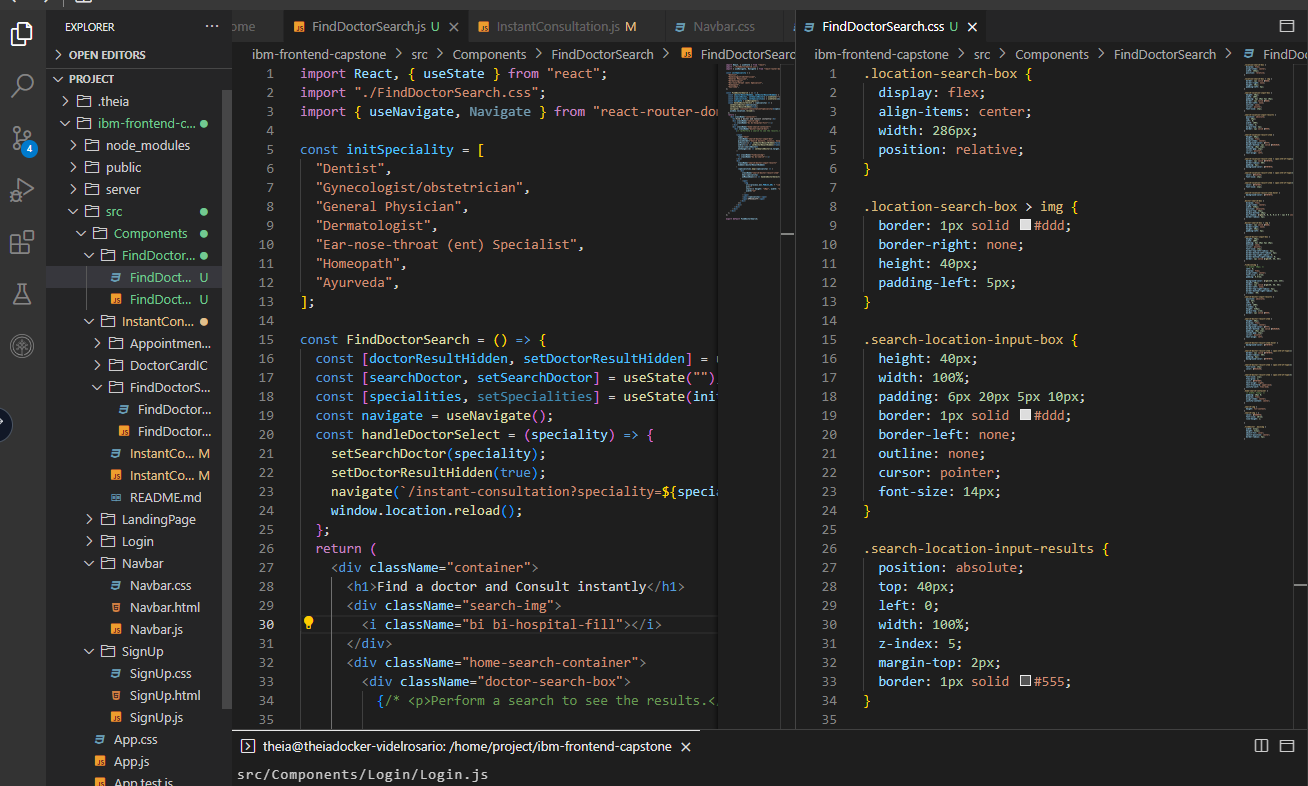 EXPLORER
OPEN EDITORS
PROJECT
.theia
ibm-frontend-c...
node_modules
public
server
src
Components
FindDoctor...
FindDoct... U
FindDoct... U
InstantCon...
Appointmen...
DoctorCardIC
FindDoctorS...
FindDoctor...
FindDoctor...
InstantCo... M
InstantCo... M
README.md
LandingPage
Login
Navbar
Navbar.css
Navbar.html
Navbar.js
SignUp
SignUp.css
SignUp.html
SignUp.js
App.css
App.js
App.test.js
4
ome
FindDoctorSearch.js U
InstantConsultation.js M
Navbar.css
ibm-frontend-capstone > src > Components > FindDoctorSearch > FindDoctorSearc
1 import React, { useState } from "react";
2 import "./FindDoctorSearch.css";
3 import { useNavigate, Navigate } from "react-router-do
4
5 const initSpeciality = [
6 "Dentist",
7 "Gynecologist/obstetrician",
8 "General Physician",
9 "Dermatologist",
10 "Ear-nose-throat (ent) Specialist",
11 "Homeopath",
12 "Ayurveda",
13 ];
14
15 const FindDoctorSearch = () => {
16 const [doctorResultHidden, setDoctorResultHidden] = u
17 const [searchDoctor, setSearchDoctor] = useState("")
18 const [specialities, setSpecialities] = useState(ini
19 const navigate = useNavigate();
20 const handleDoctorSelect = (speciality) => {
21 setSearchDoctor(speciality);
22 setDoctorResultHidden(true);
23 navigate(`/instant-consultation?speciality=${specia
24 window.location.reload();
25 };
26 return (
27 <div className="container">
28 <h1>Find a doctor and Consult instantly</h1>
29 <div className="search-img">
30 <i className="bi bi-hospital-fill"></i>
31 </div>
32 <div className="home-search-container">
33 <div className="doctor-search-box">
34 {/* <p>Perform a search to see the results.<
35
FindDoctorSearch.css U
ibm-frontend-capstone > src > Components > FindDoctorSearch > FindDo
1 .location-search-box {
2 display: flex;
3 align-items: center;
4 width: 286px;
5 position: relative;
6 }
7
8 .location-search-box > img {
9 border: 1px solid #ddd;
10 border-right: none;
11 height: 40px;
12 padding-left: 5px;
13 }
14
15 .search-location-input-box {
16 height: 40px;
17 width: 100%;
18 padding: 6px 20px 5px 10px;
19 border: 1px solid #ddd;
20 border-left: none;
21 outline: none;
22 cursor: pointer;
23 font-size: 14px;
24 }
25
26 .search-location-input-results {
27 position: absolute;
28 top: 40px;
29 left: 0;
30 width: 100%;
31 z-index: 5;
32 margin-top: 2px;
33 border: 1px solid #555;
34 }
35
theia@theiadocker-videlrosario: /home/project/ibm-frontend-capstone
src/Components/Login/Login.js